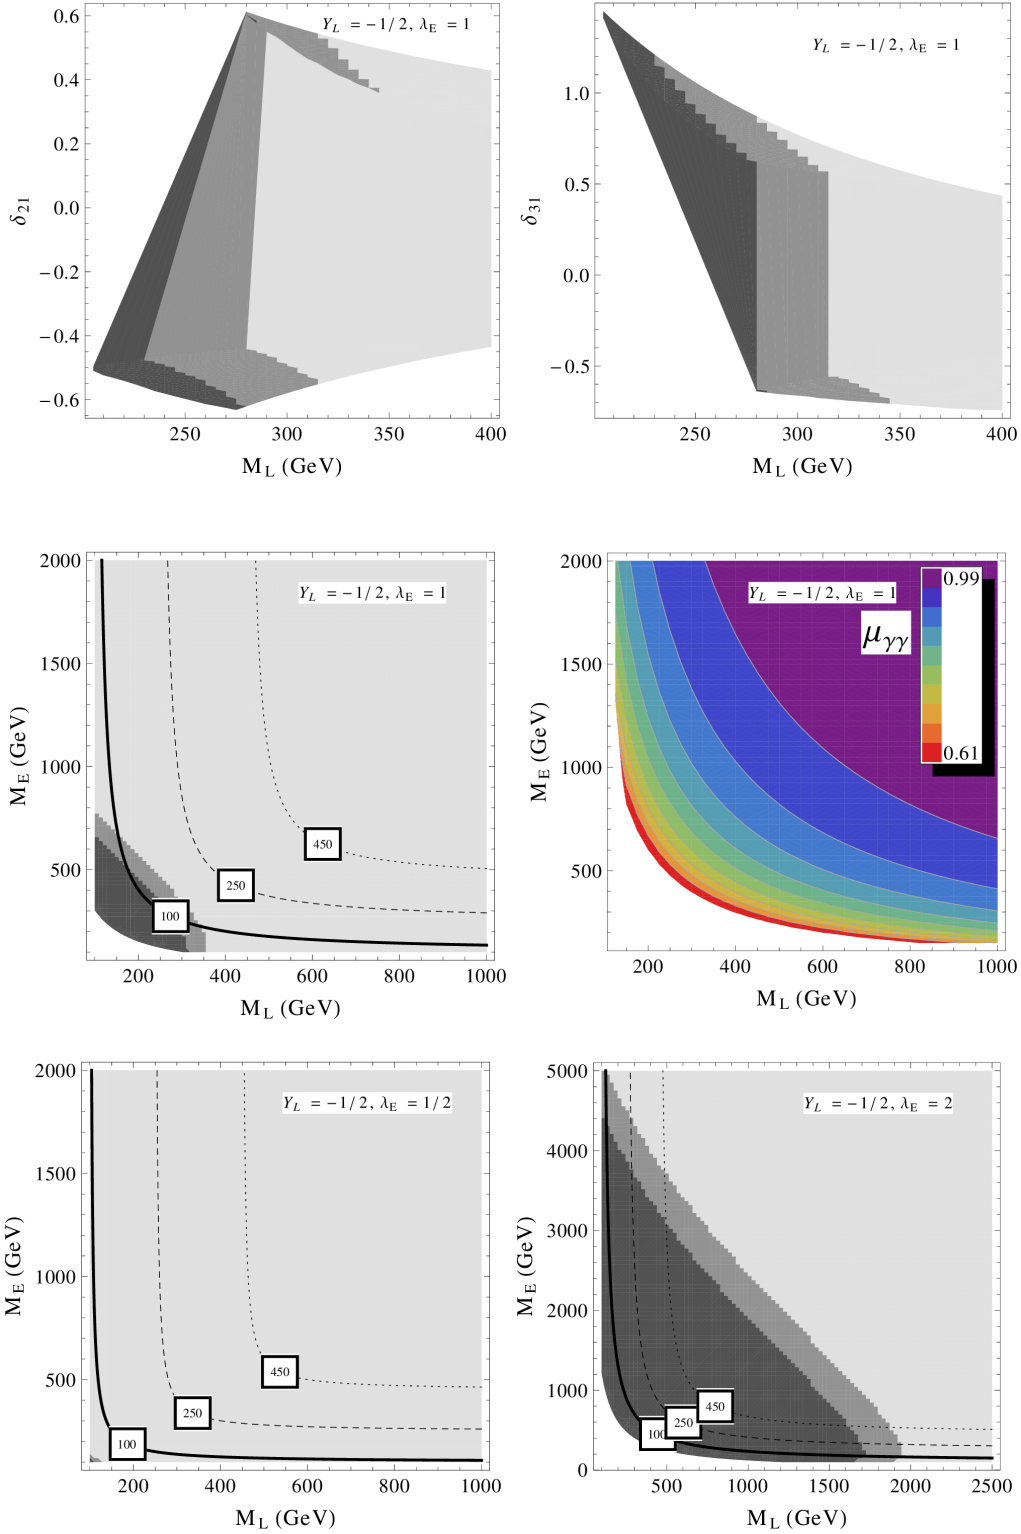 Y_L = −1/2, λ_E = 1
0.6
0.4
0.2
0.0
−0.2
−0.4
−0.6
δ_21
250 300 350 400
M_L (GeV)
Y_L = −1/2, λ_E = 1
1.0
0.5
0.0
−0.5
δ_31
250 300 350 400
M_L (GeV)
2000
1500
1000
500
M_E (GeV)
Y_L = −1/2, λ_E = 1
450
250
100
200 400 600 800 1000
M_L (GeV)
2000
1500
1000
500
M_E (GeV)
Y_L = −1/2, λ_E = 1
μ_γγ
0.99
0.61
200 400 600 800 1000
M_L (GeV)
2000
1500
1000
500
M_E (GeV)
Y_L = −1/2, λ_E = 1/2
450
250
100
200 400 600 800 1000
M_L (GeV)
5000
4000
3000
2000
1000
0
M_E (GeV)
Y_L = −1/2, λ_E = 2
450
250
100
500 1000 1500 2000 2500
M_L (GeV)